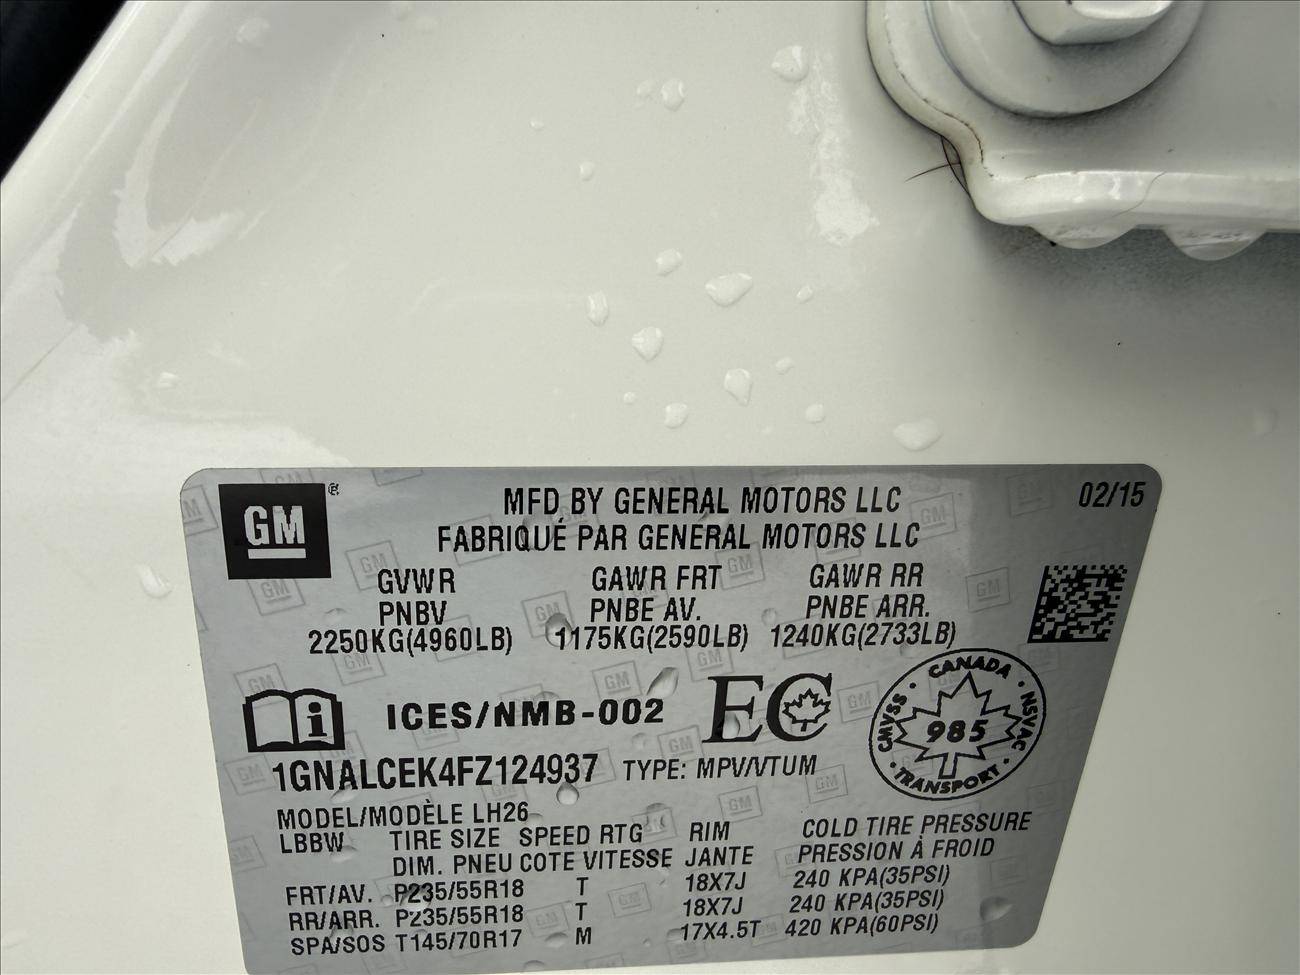 GM
MFD BY GENERAL MOTORS LLC 02/15
FABRIQUÉ PAR GENERAL MOTORS LLC
GVWR GAWR FRT GAWR RR
PNBV PNBE AV. PNBE ARR.
2250KG(4960LB) 1175KG(2590LB) 1240KG(2733LB)
ICES/NMB-002 EC
CANADA
CMVSS 985 NSVAC
TRANSPORT
1GNALCEK4FZ124937 TYPE: MPV/VTUM
MODEL/MODÈLE LH26
LBBW TIRE SIZE SPEED RTG RIM COLD TIRE PRESSURE
DIM. PNEU COTE VITESSE JANTE PRESSION À FROID
FRT/AV. P235/55R18 T 18X7J 240 KPA(35PSI)
RR/ARR. P235/55R18 T 18X7J 240 KPA(35PSI)
SPA/SOS T145/70R17 M 17X4.5T 420 KPA(60PSI)